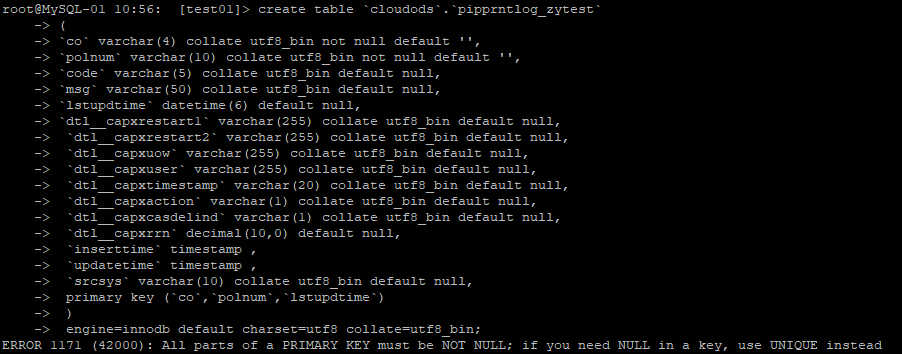 root@MySQL-01 10:56:  [test01]> create table `cloudods`.`pipprntlog_zytest`
    -> (
    -> `co` varchar(4) collate utf8_bin not null default '',
    -> `polnum` varchar(10) collate utf8_bin not null default '',
    -> `code` varchar(5) collate utf8_bin default null,
    -> `msg` varchar(50) collate utf8_bin default null,
    -> `lstupdtime` datetime(6) default null,
    -> `dtl__capxrestart1` varchar(255) collate utf8_bin default null,
    ->  `dtl__capxrestart2` varchar(255) collate utf8_bin default null,
    ->  `dtl__capxuow` varchar(255) collate utf8_bin default null,
    ->  `dtl__capxuser` varchar(255) collate utf8_bin default null,
    ->  `dtl__capxtimestamp` varchar(20) collate utf8_bin default null,
    ->  `dtl__capxaction` varchar(1) collate utf8_bin default null,
    ->  `dtl__capxcasdelind` varchar(1) collate utf8_bin default null,
    ->  `dtl__capxrrn` decimal(10,0) default null,
    ->  `inserttime` timestamp ,
    ->  `updatetime` timestamp ,
    ->  `srcsys` varchar(10) collate utf8_bin default null,
    ->  primary key (`co`,`polnum`,`lstupdtime`)
    ->  )
    ->  engine=innodb default charset=utf8 collate=utf8_bin;
ERROR 1171 (42000): All parts of a PRIMARY KEY must be NOT NULL; if you need NULL in a key, use UNIQUE instead